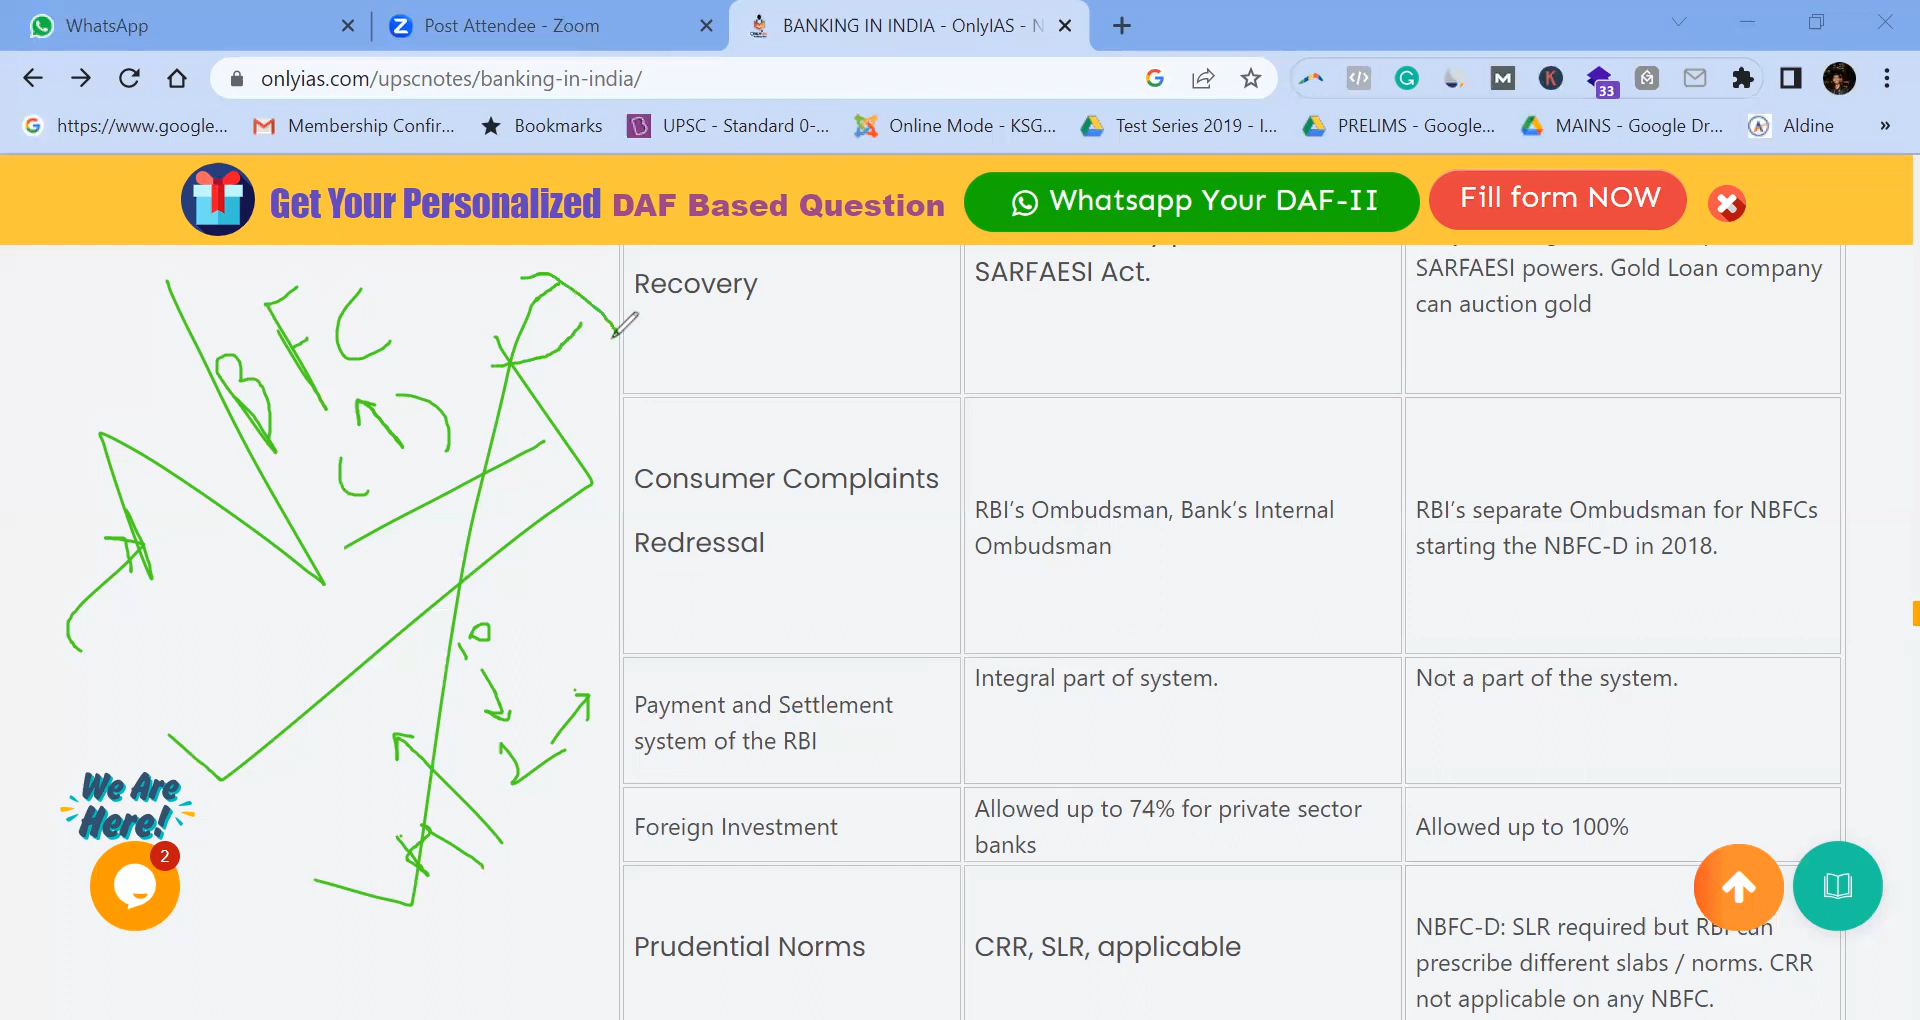 WhatsApp
Post Attendee - Zoom
BANKING IN INDIA - OnlyIAS - N
onlyias.com/upscnotes/banking-in-india/
33
https://www.google...
Membership Confir...
Bookmarks
UPSC - Standard 0-...
Online Mode - KSG...
Test Series 2019 - I...
PRELIMS - Google...
MAINS - Google Dr...
Aldine
»
Get Your Personalized DAF Based Question
Whatsapp Your DAF-II
Fill form NOW
Recovery
SARFAESI Act.
SARFAESI powers. Gold Loan company
can auction gold
Consumer Complaints
Redressal
RBI’s Ombudsman, Bank’s Internal
Ombudsman
RBI’s separate Ombudsman for NBFCs
starting the NBFC-D in 2018.
Payment and Settlement
system of the RBI
Integral part of system.
Not a part of the system.
Foreign Investment
Allowed up to 74% for private sector
banks
Allowed up to 100%
Prudential Norms
CRR, SLR, applicable
NBFC-D: SLR required but RBI can
prescribe different slabs / norms. CRR
not applicable on any NBFC.
BFC
We Are
Here!
2